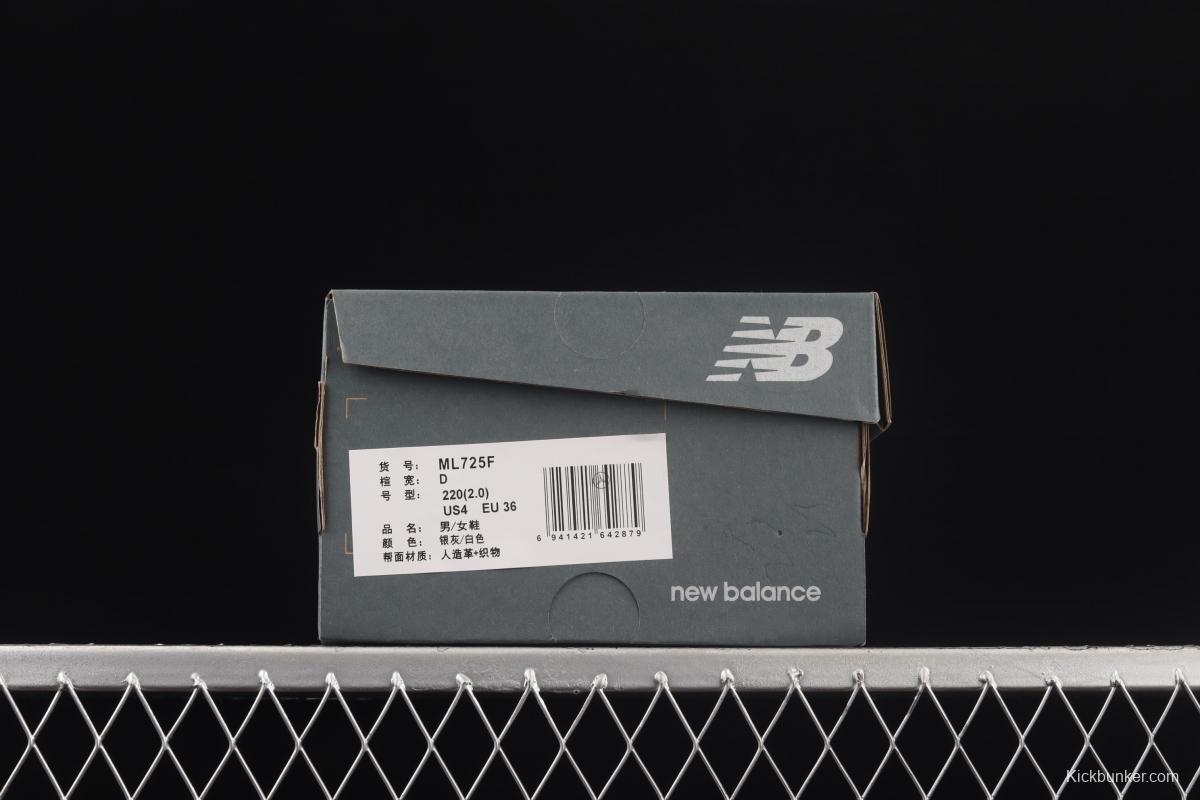 NB
货 号： ML725F
楦 宽： D
号 型： 220(2.0)
US4 EU 36
品 名： 男/女鞋
颜 色： 银灰/白色
帮面材质： 人造革+织物
6 941421 642879
new balance
Kickbunker.com